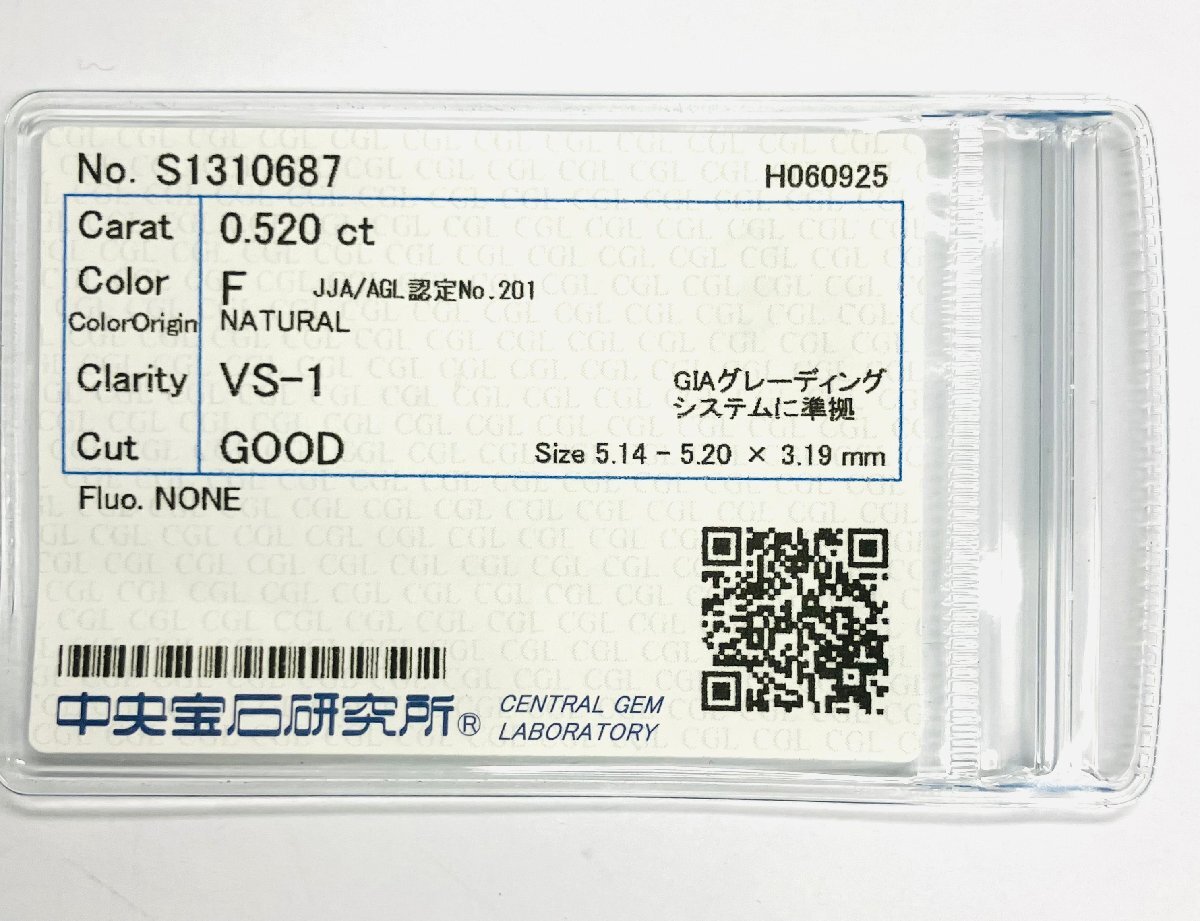 No. S1310687 H060925
Carat 0.520 ct
Color F JJA/AGL認定No.201
ColorOrigin NATURAL
Clarity VS-1 GIAグレーディング
システムに準拠
Cut GOOD Size 5.14 - 5.20 × 3.19 mm
Fluo. NONE
中央宝石研究所® CENTRAL GEM
LABORATORY